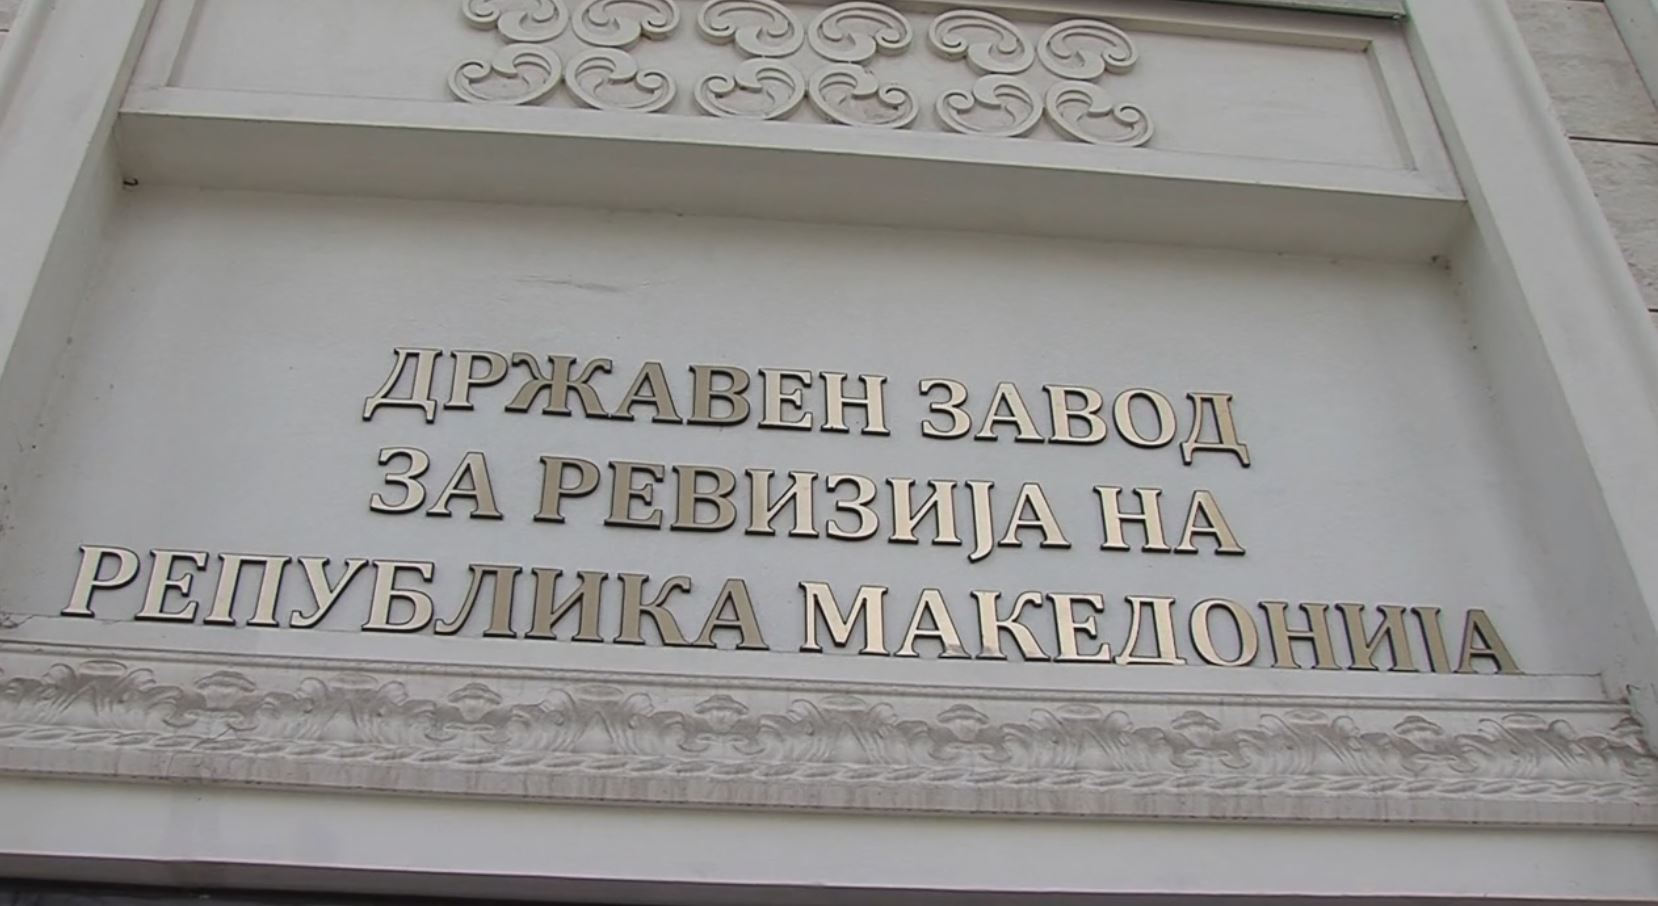 ДРЖАВЕН ЗАВОД
ЗА РЕВИЗИЈА НА
РЕПУБЛИКА МАКЕДОНИЈА